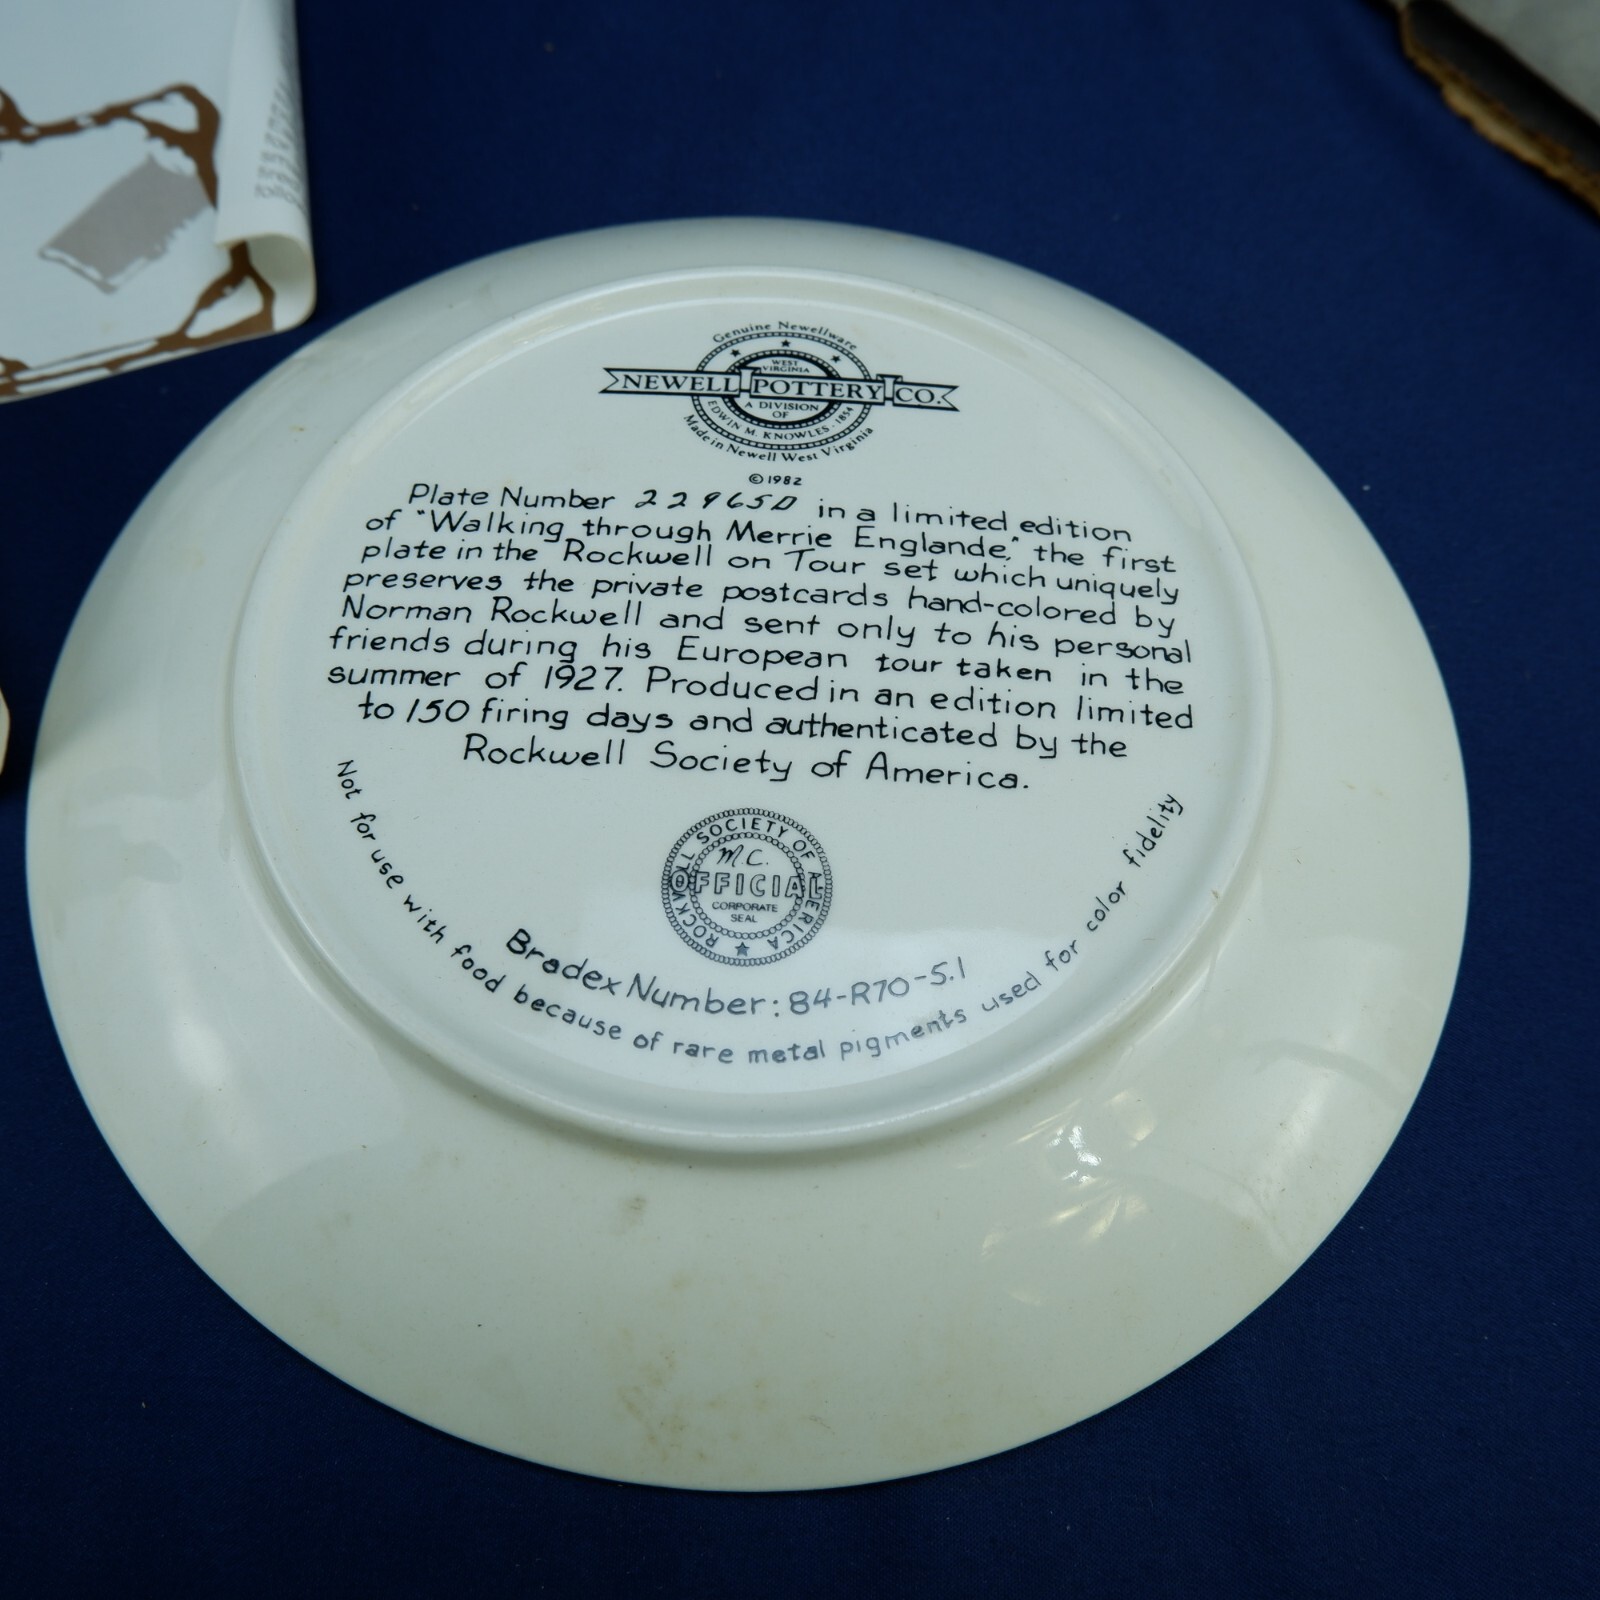 Genuine Newellware
WEST
VIRGINIA
NEWELL POTTERY CO.
A DIVISION
OF
EDWIN M. KNOWLES · 1854
Made in Newell West Virginia
©1982
Plate Number 22965D in a limited edition
of "Walking through Merrie Englande," the first
plate in the Rockwell on Tour set which uniquely
preserves the private postcards hand-colored by
Norman Rockwell and sent only to his personal
friends during his European tour taken in the
summer of 1927. Produced in an edition limited
to 150 firing days and authenticated by the
Rockwell Society of America.
ROCKWELL SOCIETY OF AMERICA
M.C.
OFFICIAL
CORPORATE
SEAL
Bradex Number: 84-R70-5.1
Not for use with food because of rare metal pigments used for color fidelity